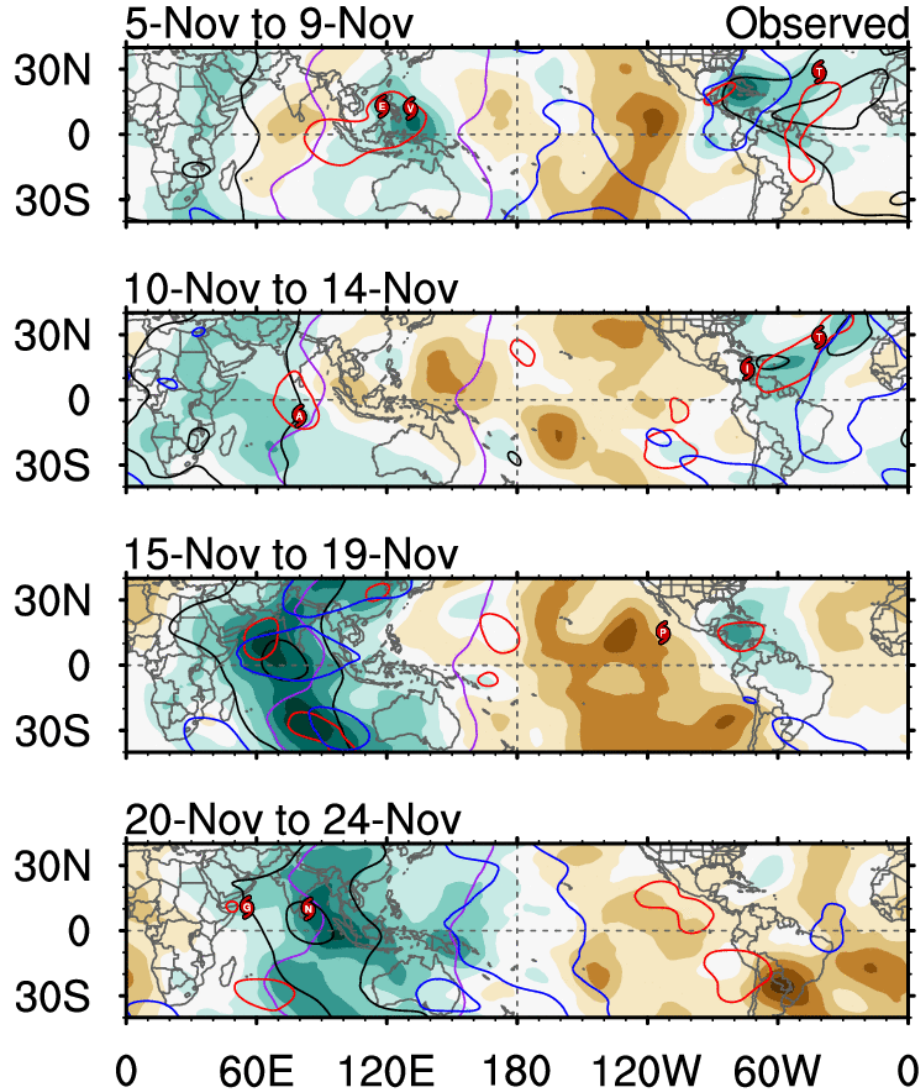 5-Nov to 9-Nov Observed
30N
0
30S
E V T
10-Nov to 14-Nov
30N
0
30S
A I T
15-Nov to 19-Nov
30N
0
30S
P
20-Nov to 24-Nov
30N
0
30S
G N
0 60E 120E 180 120W 60W 0